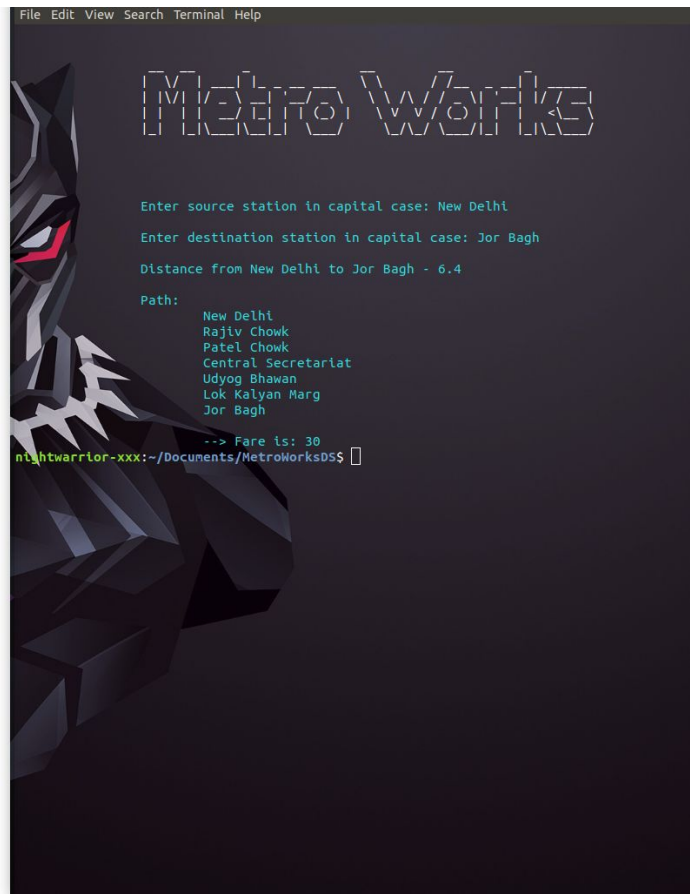 File Edit View Search Terminal Help
Metro Works
Enter source station in capital case: New Delhi
Enter destination station in capital case: Jor Bagh
Distance from New Delhi to Jor Bagh - 6.4
Path:
New Delhi
Rajiv Chowk
Patel Chowk
Central Secretariat
Udyog Bhawan
Lok Kalyan Marg
Jor Bagh
--> Fare is: 30
nightwarrior-xxx:~/Documents/MetroWorksDS$